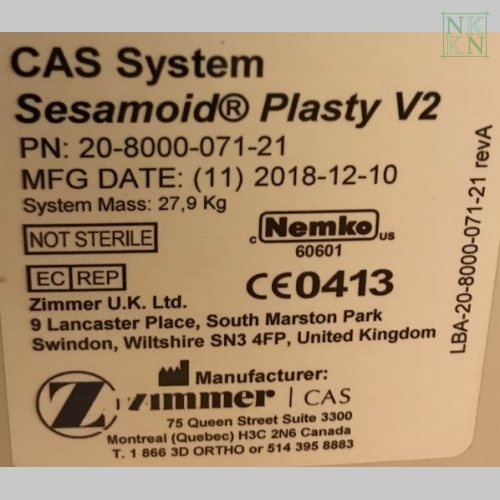 NK
KN
CAS System
Sesamoid® Plasty V2
PN: 20-8000-071-21
MFG DATE: (11) 2018-12-10
System Mass: 27,9 Kg
NOT STERILE
c Nemko us
60601
EC REP
CE0413
Zimmer U.K. Ltd.
9 Lancaster Place, South Marston Park
Swindon, Wiltshire SN3 4FP, United Kingdom
Manufacturer:
Z zimmer | CAS
75 Queen Street Suite 3300
Montreal (Quebec) H3C 2N6 Canada
T. 1 866 3D ORTHO or 514 395 8883
LBA-20-8000-071-21 revA